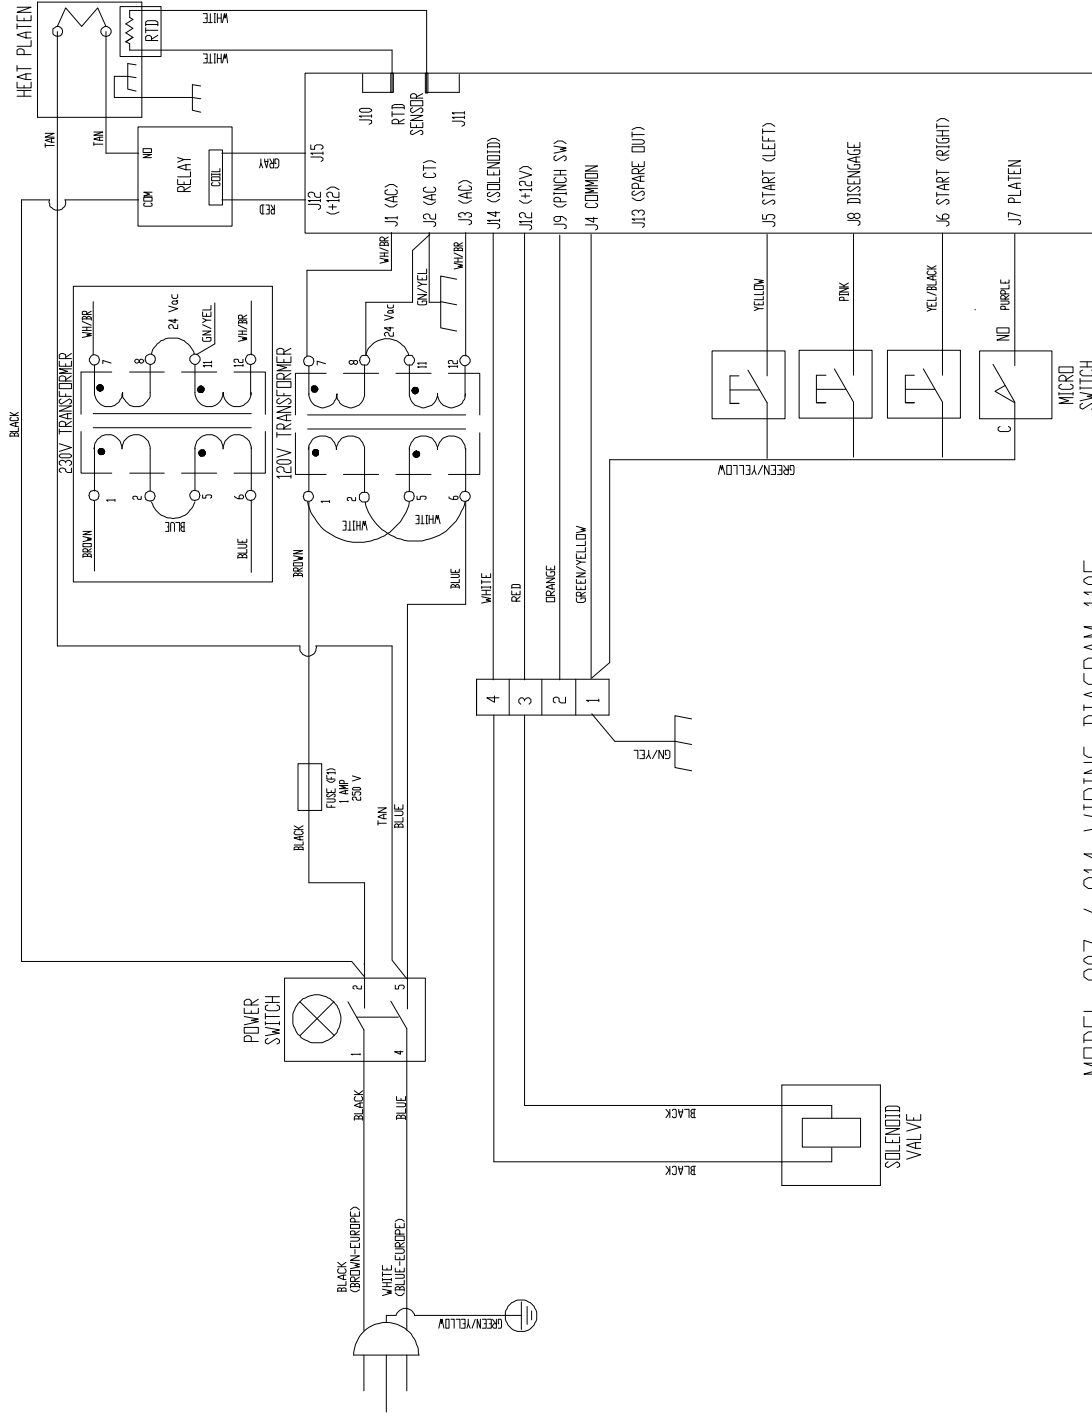 HEAT PLATEN
RTD
WHITE
WHITE
TAN
TAN
NO
COM
RELAY
COIL
GRAY
RED
J15
J12
(+12)
J10
RTD
SENSOR
J11
J1 (AC)
J2 (AC CT)
J3 (AC)
J14 (SOLENOID)
J12 (+12V)
J9 (PINCH SW)
J4 COMMON
J13 (SPARE OUT)
J5 START (LEFT)
J8 DISENGAGE
J6 START (RIGHT)
J7 PLATEN
BLACK
230V TRANSFORMER
WH/BR
24 Vac
GN/YEL
WH/BR
7
8
11
12
1
2
5
6
BROWN
BLUE
BLUE
120V TRANSFORMER
WH/BR
GN/YEL
WH/BR
24 Vac
7
8
11
12
1
2
5
6
WHITE
WHITE
BROWN
BLUE
WHITE
RED
ORANGE
GREEN/YELLOW
YELLOW
PINK
YEL/BLACK
PURPLE
NO
C
MICRO
SWITCH
GREEN/YELLOW
4
3
2
1
GN/YEL
FUSE (F1)
1 AMP
250 V
BLACK
TAN
BLUE
POWER
SWITCH
2
5
1
4
BLACK
BLUE
BLACK
BLACK
SOLENOID
VALVE
BLACK
(BROWN-EUROPE)
WHITE
(BLUE-EUROPE)
GREEN/YELLOW
MODEL 907 / 914 WIRING DIAGRAM